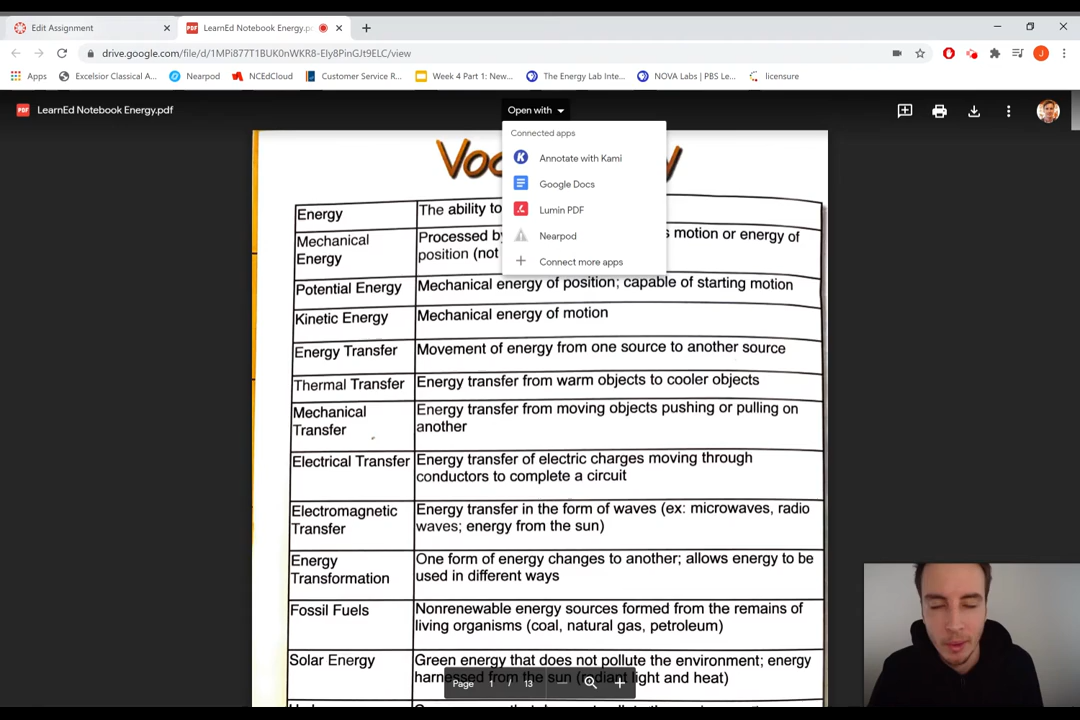 Edit Assignment
LearnEd Notebook Energy.pdf
drive.google.com/file/d/1MPi877T1BUK0nWKR8-Ely8PinGJt9ELC/view
Apps
Excelsior Classical A...
Nearpod
NCEdCloud
Customer Service R...
Week 4 Part 1: New...
The Energy Lab Inte...
NOVA Labs | PBS Le...
licensure
J
PDF
LearnEd Notebook Energy.pdf
Open with
Connected apps
Annotate with Kami
Google Docs
Lumin PDF
Nearpod
Connect more apps
Energy
The ability to
Mechanical
Energy
Processed
motion or energy of
position (not
Potential Energy
Mechanical energy of position; capable of starting motion
Kinetic Energy
Mechanical energy of motion
Energy Transfer
Movement of energy from one source to another source
Thermal Transfer
Energy transfer from warm objects to cooler objects
Mechanical
Transfer
Energy transfer from moving objects pushing or pulling on
another
Electrical Transfer
Energy transfer of electric charges moving through
conductors to complete a circuit
Electromagnetic
Transfer
Energy transfer in the form of waves (ex: microwaves, radio
waves; energy from the sun)
Energy
Transformation
One form of energy changes to another; allows energy to be
used in different ways
Fossil Fuels
Nonrenewable energy sources formed from the remains of
living organisms (coal, natural gas, petroleum)
Solar Energy
Green energy that does not pollute the environment; energy
harnessed from the sun (radiant light and heat)
Page 1 / 13